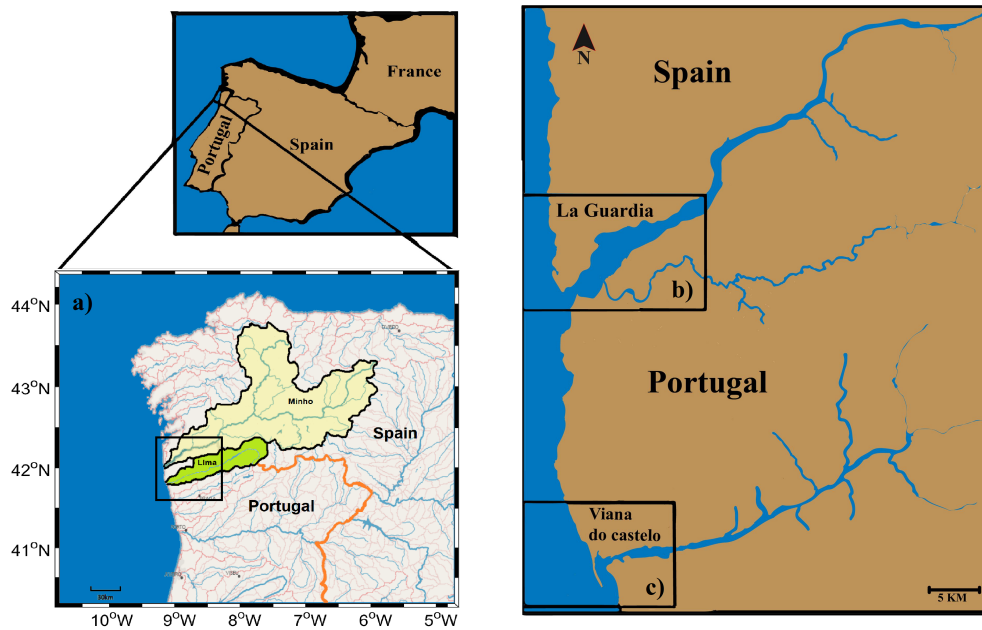 France
Portugal
Spain
a)
44°N
43°N
42°N
41°N
Minho
Spain
Lima
Portugal
10°W
9°W
8°W
7°W
6°W
5°W
N
Spain
La Guardia
b)
Portugal
Viana
do castelo
c)
5 KM